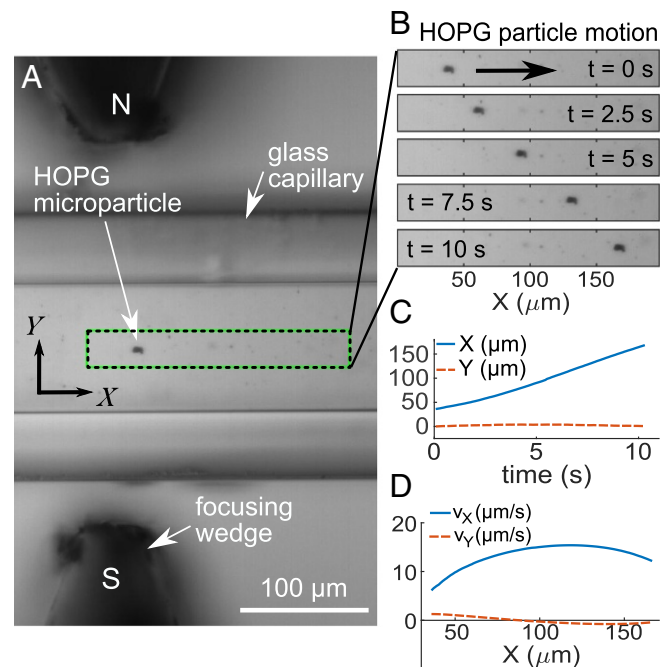 A
N
HOPG
microparticle
glass
capillary
Y
X
focusing
wedge
S
100 μm
B
HOPG particle motion
t = 0 s
t = 2.5 s
t = 5 s
t = 7.5 s
t = 10 s
50 100 150
X (μm)
C
X (μm)
Y (μm)
150
100
50
0
0 5 10
time (s)
D
vX(μm/s)
vY(μm/s)
20
10
0
50 100 150
X (μm)